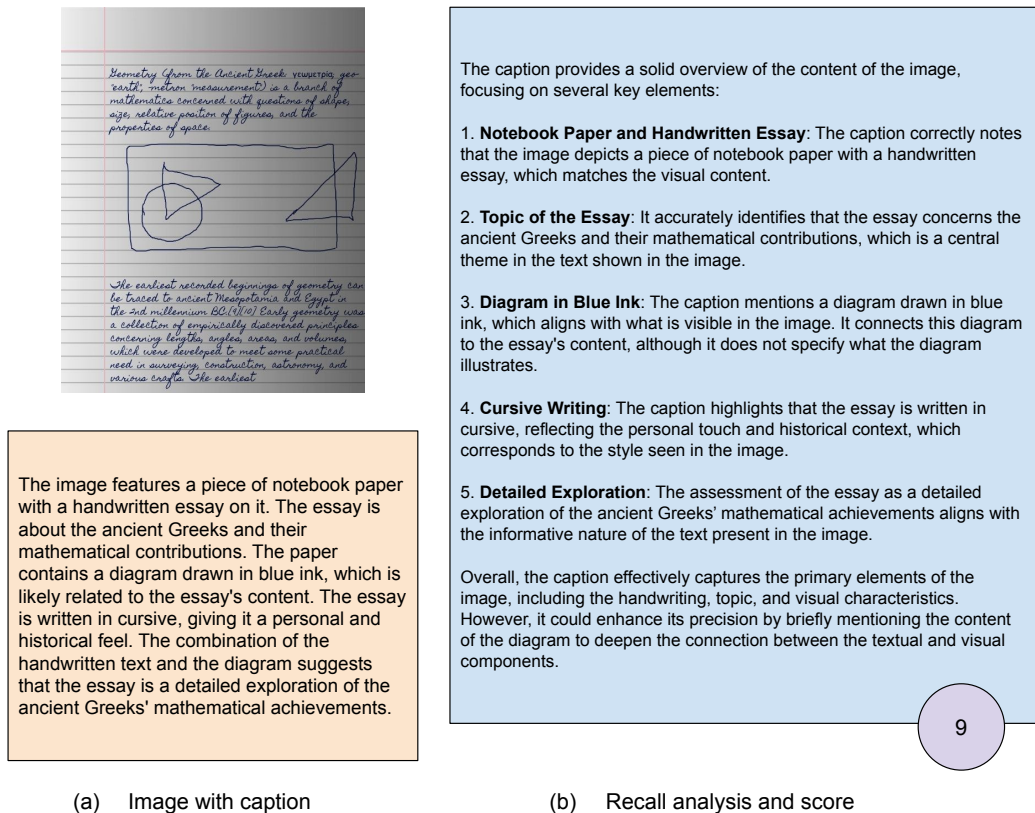 Geometry (from the Ancient Greek: γεωμετρία; geo
"earth", metron "measurement") is a branch of
mathematics concerned with questions of shape,
size, relative position of figures, and the
properties of space.
The earliest recorded beginnings of geometry can
be traced to ancient Mesopotamia and Egypt in
the 2nd millennium BC.[9][10] Early geometry was
a collection of empirically discovered principles
concerning lengths, angles, areas, and volumes,
which were developed to meet some practical
need in surveying, construction, astronomy, and
various crafts. The earliest
The image features a piece of notebook paper
with a handwritten essay on it. The essay is
about the ancient Greeks and their
mathematical contributions. The paper
contains a diagram drawn in blue ink, which is
likely related to the essay's content. The essay
is written in cursive, giving it a personal and
historical feel. The combination of the
handwritten text and the diagram suggests
that the essay is a detailed exploration of the
ancient Greeks' mathematical achievements.
(a) Image with caption
The caption provides a solid overview of the content of the image,
focusing on several key elements:
1. Notebook Paper and Handwritten Essay: The caption correctly notes
that the image depicts a piece of notebook paper with a handwritten
essay, which matches the visual content.
2. Topic of the Essay: It accurately identifies that the essay concerns the
ancient Greeks and their mathematical contributions, which is a central
theme in the text shown in the image.
3. Diagram in Blue Ink: The caption mentions a diagram drawn in blue
ink, which aligns with what is visible in the image. It connects this diagram
to the essay's content, although it does not specify what the diagram
illustrates.
4. Cursive Writing: The caption highlights that the essay is written in
cursive, reflecting the personal touch and historical context, which
corresponds to the style seen in the image.
5. Detailed Exploration: The assessment of the essay as a detailed
exploration of the ancient Greeks' mathematical achievements aligns with
the informative nature of the text present in the image.
Overall, the caption effectively captures the primary elements of the
image, including the handwriting, topic, and visual characteristics.
However, it could enhance its precision by briefly mentioning the content
of the diagram to deepen the connection between the textual and visual
components.
9
(b) Recall analysis and score